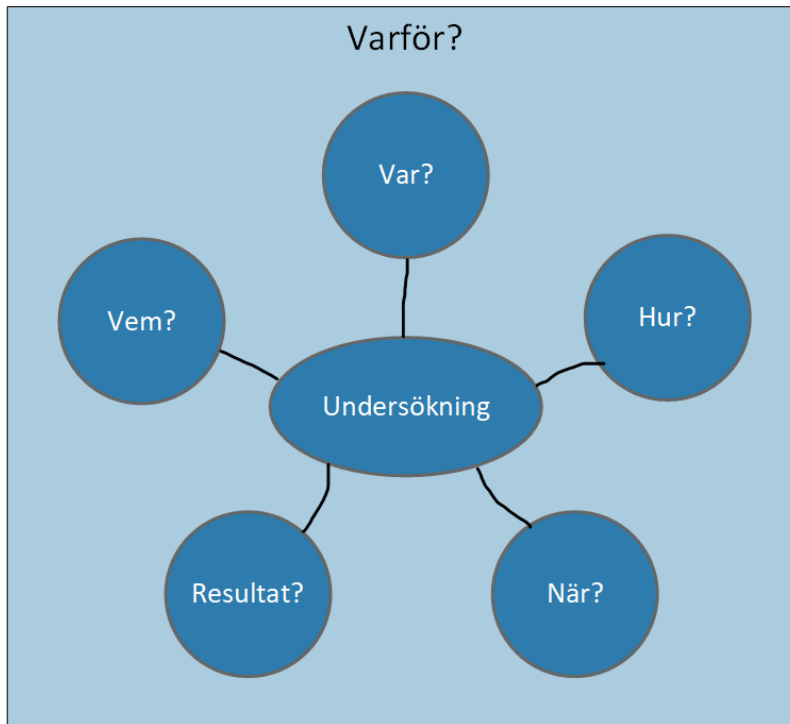 Varför?
Var?
Vem?
Hur?
Undersökning
Resultat?
När?